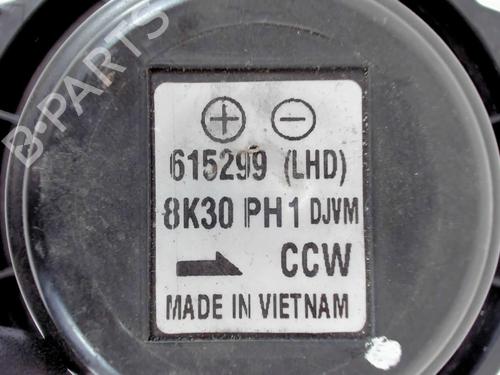 B-PARTS
+ -
615299 (LHD)
8K30 PH1 DJVM
CCW
MADE IN VIETNAM